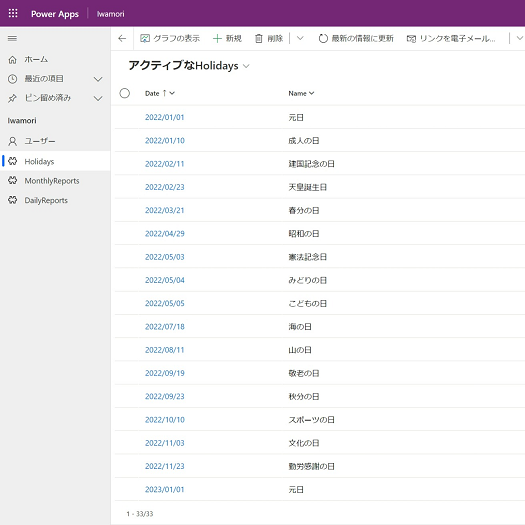 Power Apps Iwamori
グラフの表示 新規 削除 最新の情報に更新 リンクを電子メール...
ホーム
最近の項目
ピン留め済み
Iwamori
ユーザー
Holidays
MonthlyReports
DailyReports
アクティブなHolidays
Date ↑ Name
2022/01/01 元日
2022/01/10 成人の日
2022/02/11 建国記念の日
2022/02/23 天皇誕生日
2022/03/21 春分の日
2022/04/29 昭和の日
2022/05/03 憲法記念日
2022/05/04 みどりの日
2022/05/05 こどもの日
2022/07/18 海の日
2022/08/11 山の日
2022/09/19 敬老の日
2022/09/23 秋分の日
2022/10/10 スポーツの日
2022/11/03 文化の日
2022/11/23 勤労感謝の日
2023/01/01 元日
1 - 33/33